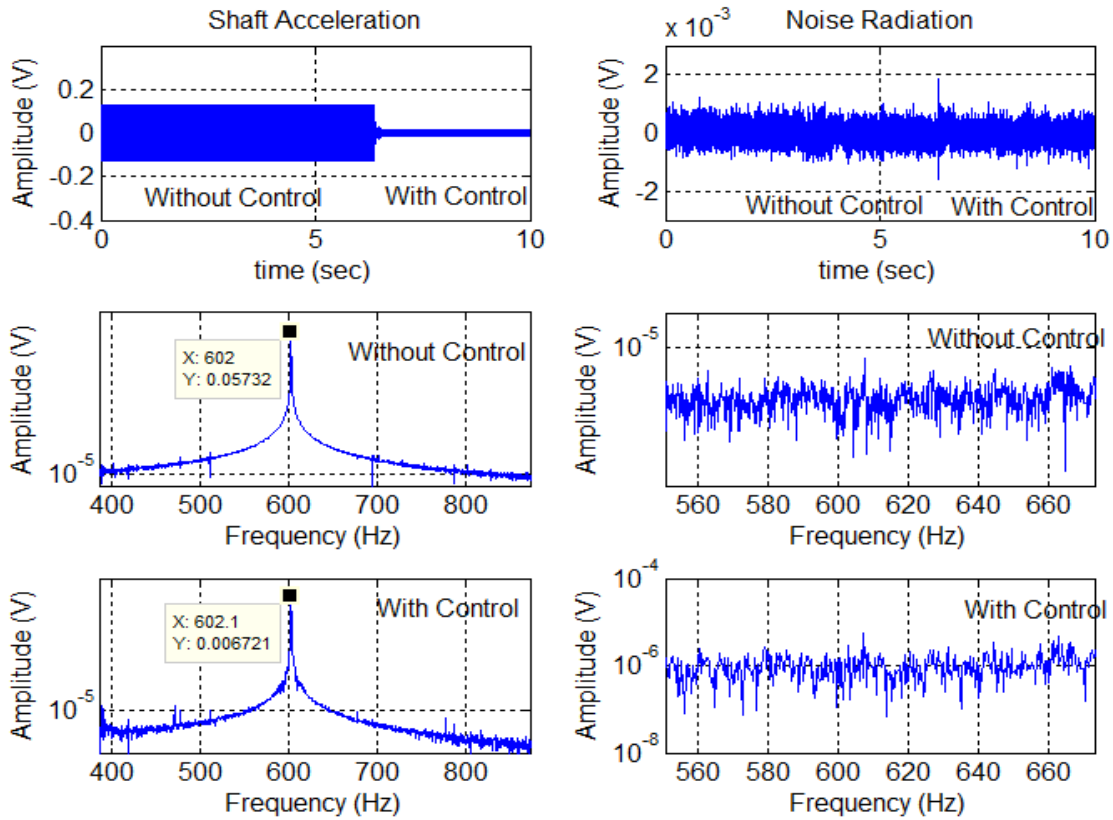 Shaft Acceleration
Amplitude (V)
0.2
0
-0.2
-0.4
Without Control
With Control
0
5
10
time (sec)
Noise Radiation
x 10^-3
Amplitude (V)
2
0
-2
Without Control
With Control
0
5
10
time (sec)
Amplitude (V)
10^-5
X: 602
Y: 0.05732
Without Control
400 500 600 700 800
Frequency (Hz)
Amplitude (V)
10^-5
Without Control
560 580 600 620 640 660
Frequency (Hz)
Amplitude (V)
10^-5
X: 602.1
Y: 0.006721
With Control
400 500 600 700 800
Frequency (Hz)
Amplitude (V)
10^-4
10^-6
10^-8
With Control
560 580 600 620 640 660
Frequency (Hz)